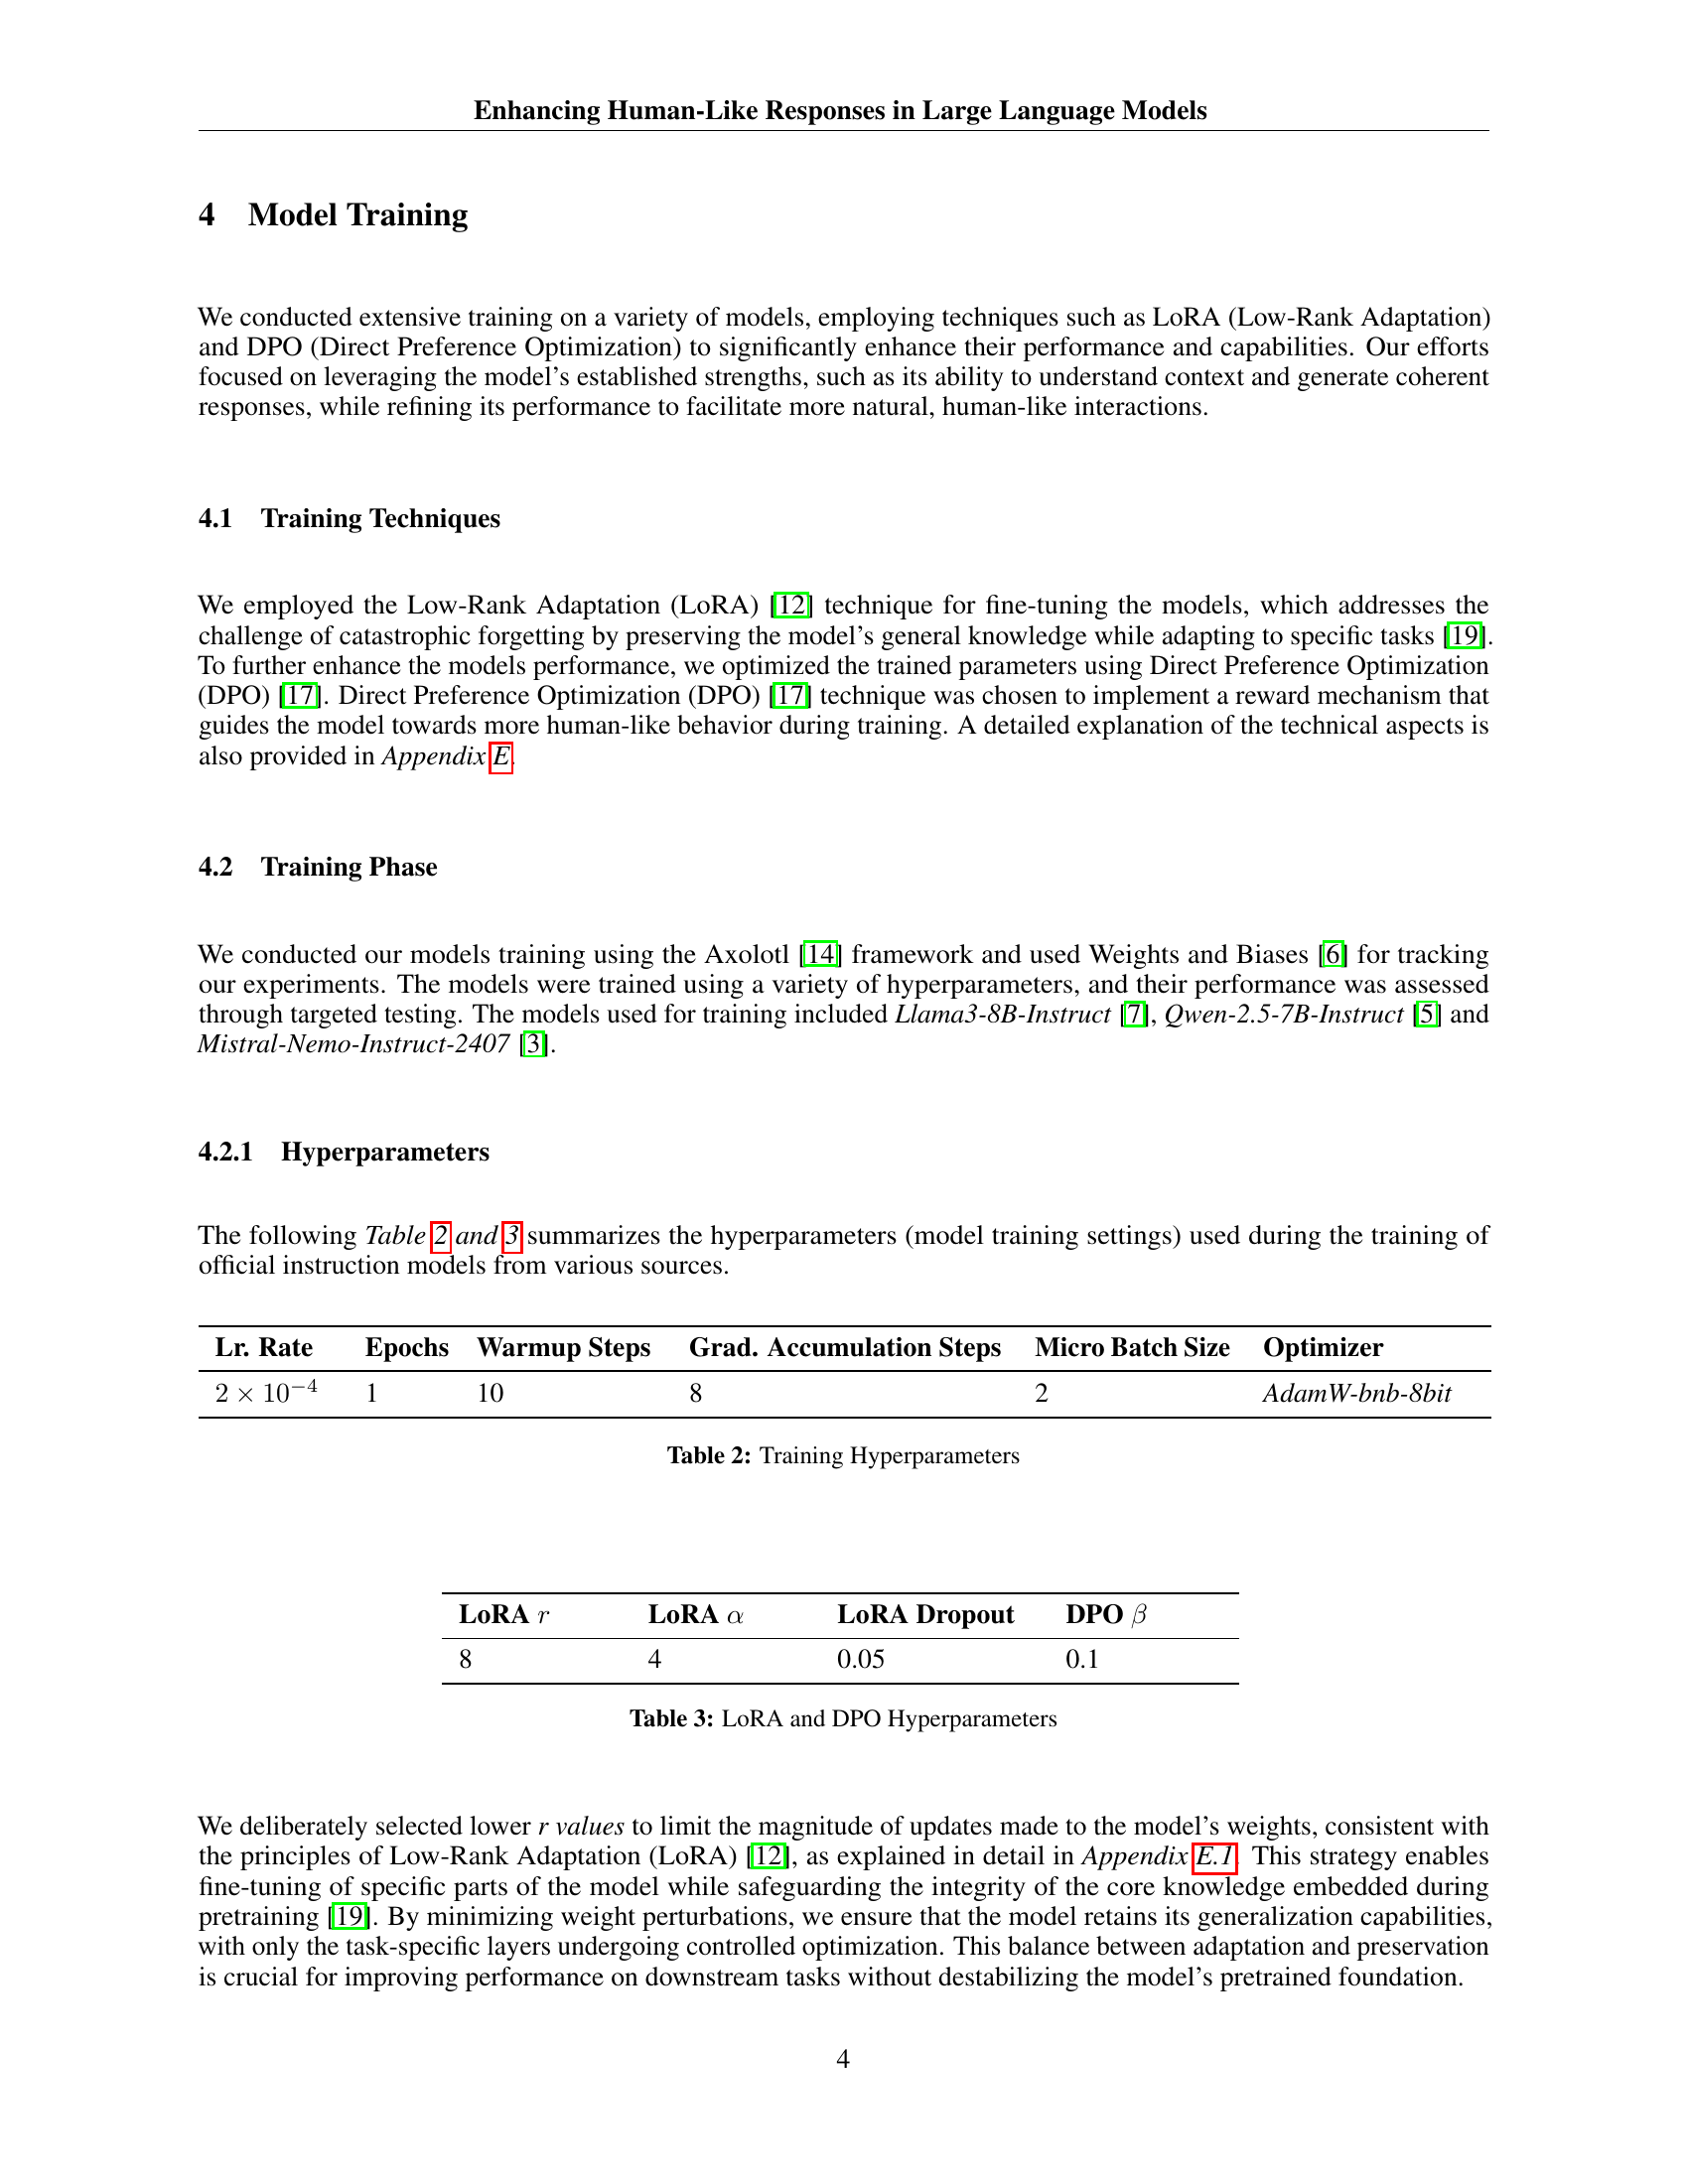 Enhancing Human-Like Responses in Large Language Models
4 Model Training
We conducted extensive training on a variety of models, employing techniques such as LoRA (Low-Rank Adaptation)
and DPO (Direct Preference Optimization) to significantly enhance their performance and capabilities. Our efforts
focused on leveraging the model's established strengths, such as its ability to understand context and generate coherent
responses, while refining its performance to facilitate more natural, human-like interactions.
4.1 Training Techniques
We employed the Low-Rank Adaptation (LoRA) [12] technique for fine-tuning the models, which addresses the
challenge of catastrophic forgetting by preserving the model's general knowledge while adapting to specific tasks [19].
To further enhance the models performance, we optimized the trained parameters using Direct Preference Optimization
(DPO) [17]. Direct Preference Optimization (DPO) [17] technique was chosen to implement a reward mechanism that
guides the model towards more human-like behavior during training. A detailed explanation of the technical aspects is
also provided in Appendix E.
4.2 Training Phase
We conducted our models training using the Axolotl [14] framework and used Weights and Biases [6] for tracking
our experiments. The models were trained using a variety of hyperparameters, and their performance was assessed
through targeted testing. The models used for training included Llama3-8B-Instruct [7], Qwen-2.5-7B-Instruct [5] and
Mistral-Nemo-Instruct-2407 [3].
4.2.1 Hyperparameters
The following Table 2 and 3 summarizes the hyperparameters (model training settings) used during the training of
official instruction models from various sources.
Lr. Rate Epochs Warmup Steps Grad. Accumulation Steps Micro Batch Size Optimizer
2 × 10⁻⁴ 1 10 8 2 AdamW-bnb-8bit
Table 2: Training Hyperparameters
LoRA r LoRA α LoRA Dropout DPO β
8 4 0.05 0.1
Table 3: LoRA and DPO Hyperparameters
We deliberately selected lower r values to limit the magnitude of updates made to the model's weights, consistent with
the principles of Low-Rank Adaptation (LoRA) [12], as explained in detail in Appendix E.1. This strategy enables
fine-tuning of specific parts of the model while safeguarding the integrity of the core knowledge embedded during
pretraining [19]. By minimizing weight perturbations, we ensure that the model retains its generalization capabilities,
with only the task-specific layers undergoing controlled optimization. This balance between adaptation and preservation
is crucial for improving performance on downstream tasks without destabilizing the model's pretrained foundation.
4